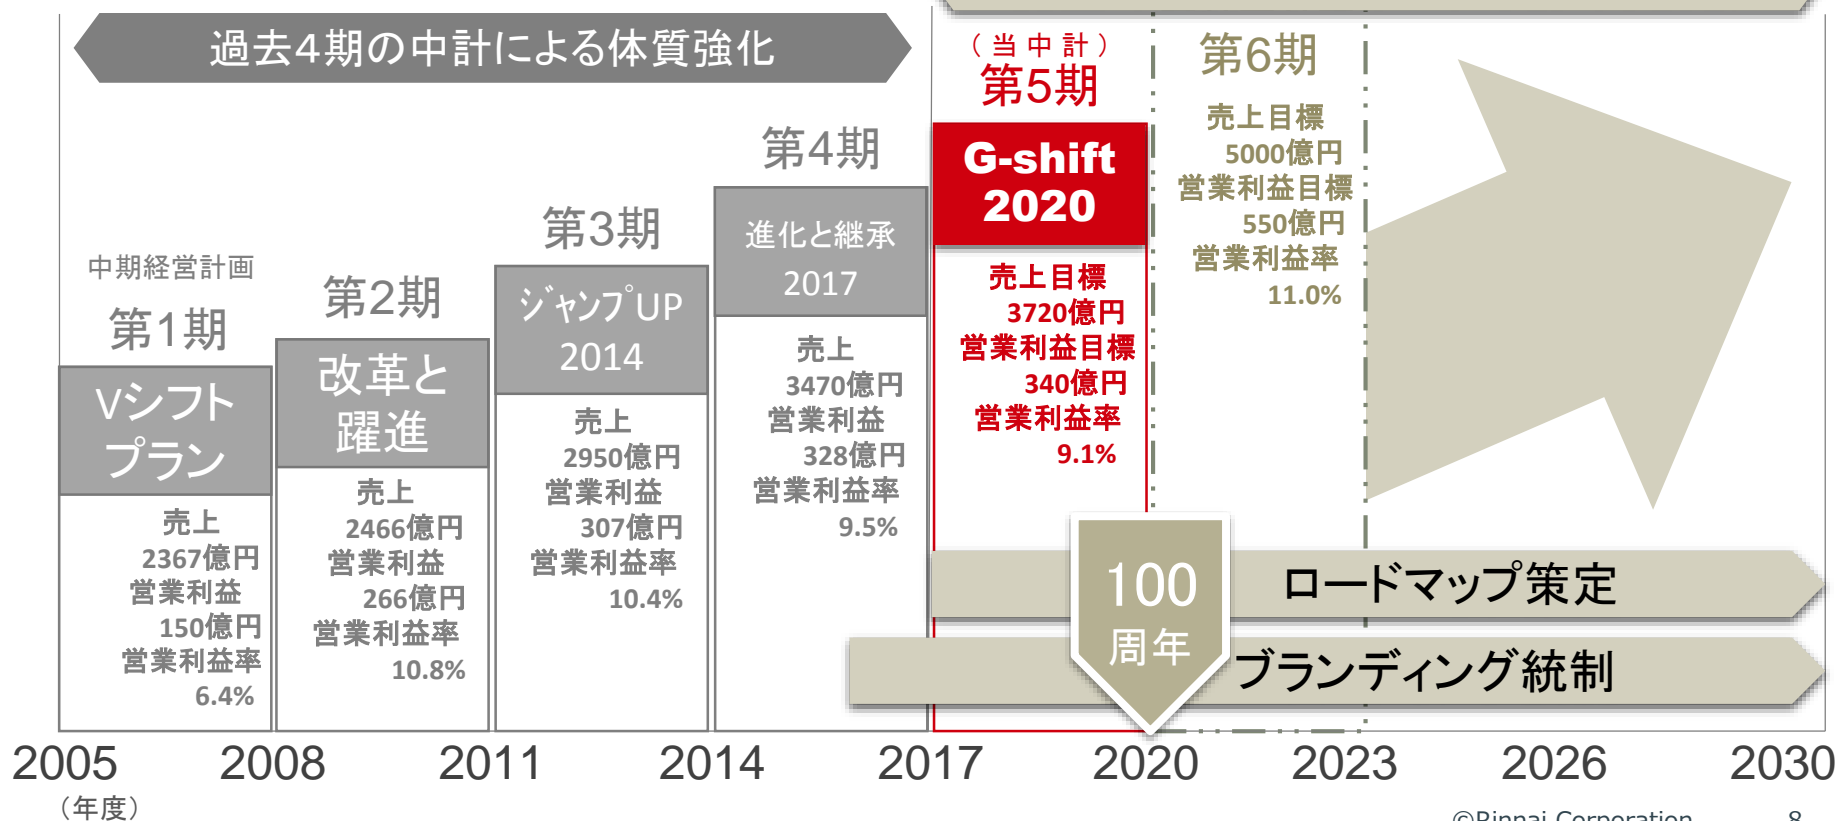 過去4期の中計による体質強化
中期経営計画
第1期
Vシフト
プラン
売上
2367億円
営業利益
150億円
営業利益率
6.4%
第2期
改革と
躍進
売上
2466億円
営業利益
266億円
営業利益率
10.8%
第3期
ジャンプUP
2014
売上
2950億円
営業利益
307億円
営業利益率
10.4%
第4期
進化と継承
2017
売上
3470億円
営業利益
328億円
営業利益率
9.5%
(当中計)
第5期
G-shift
2020
売上目標
3720億円
営業利益目標
340億円
営業利益率
9.1%
第6期
売上目標
5000億円
営業利益目標
550億円
営業利益率
11.0%
100
周年
ロードマップ策定
ブランディング統制
2005 2008 2011 2014 2017 2020 2023 2026 2030
(年度)
©Rinnai Corporation 8